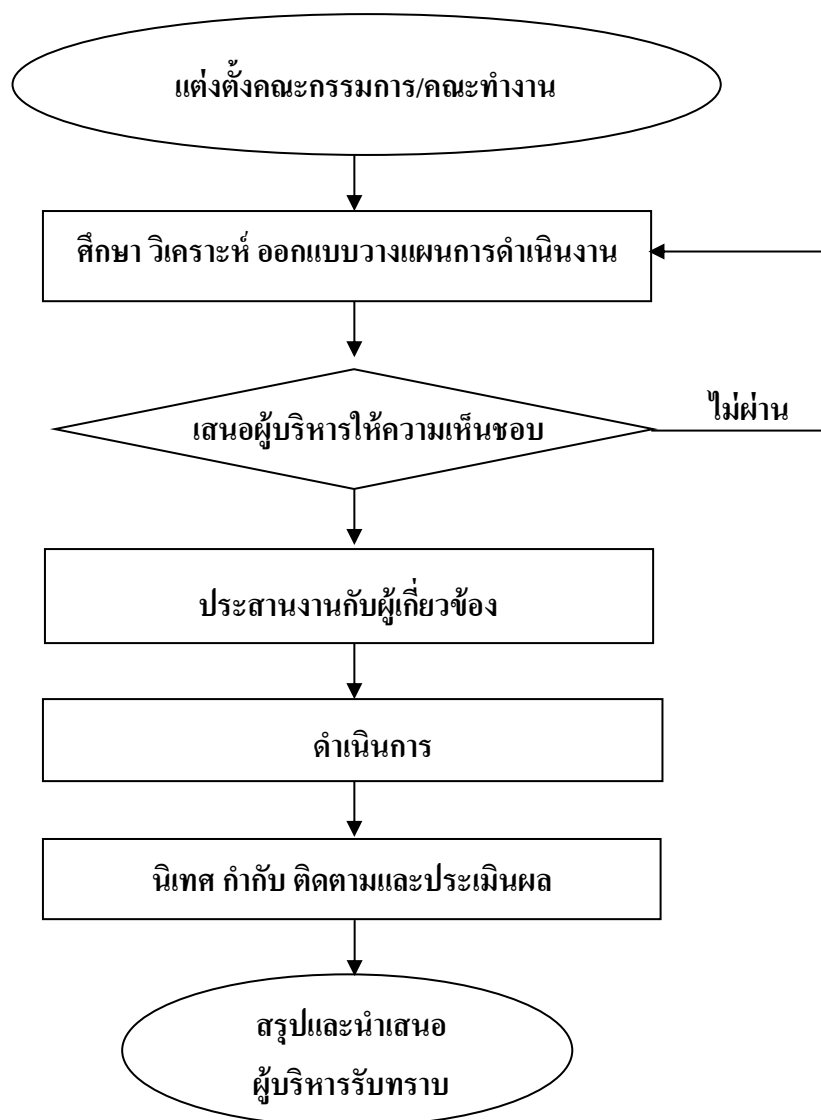 แต่งตั้งคณะกรรมการ/คณะทำงาน
ศึกษา วิเคราะห์ ออกแบบวางแผนการดำเนินงาน
เสนอผู้บริหารให้ความเห็นชอบ
ไม่ผ่าน
ประสานงานกับผู้เกี่ยวข้อง
ดำเนินการ
นิเทศ กำกับ ติดตามและประเมินผล
สรุปและนำเสนอ
ผู้บริหารรับทราบ